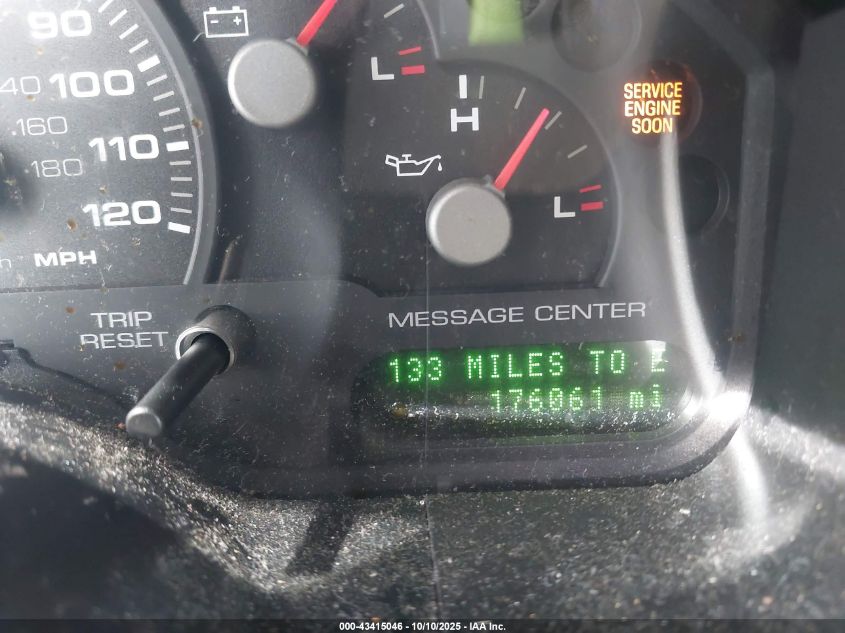 90
100
110
120
40
160
180
MPH
L
H
L
SERVICE
ENGINE
SOON
TRIP
RESET
MESSAGE CENTER
133 MILES TO E
176061 mi
000-43415046 - 10/10/2025 - IAA Inc.